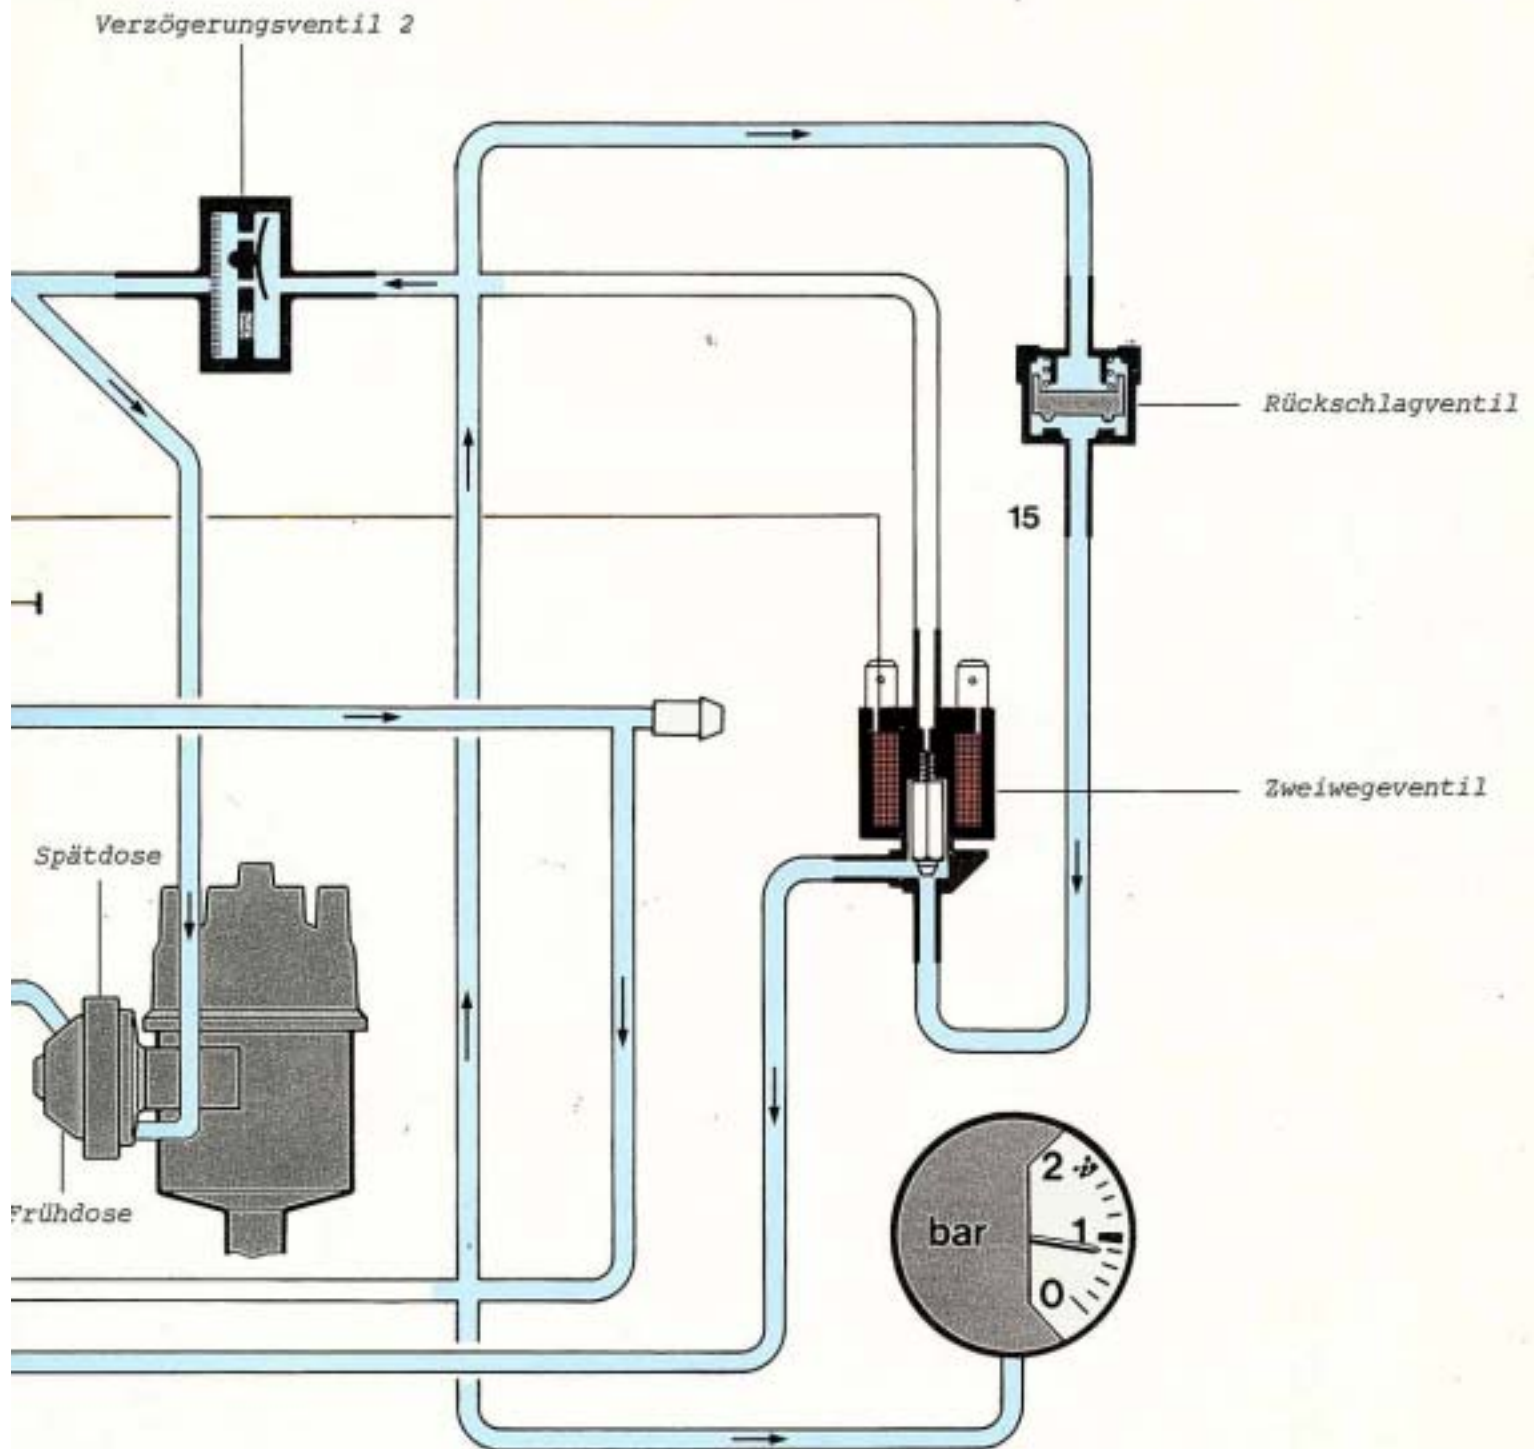 Verzögerungsventil 2
Rückschlagventil
15
Zweiwegeventil
Spätdose
Frühdose
2
bar
1
0